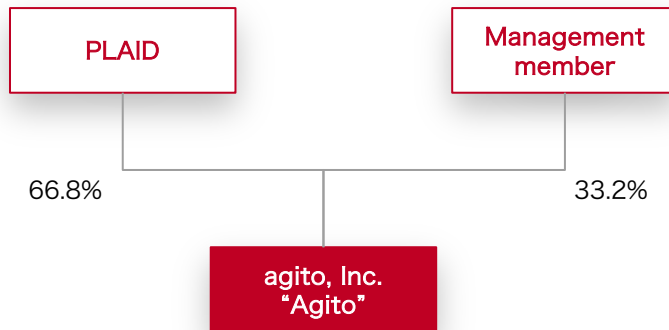 PLAID
Management
member
66.8%
33.2%
agito, Inc.
“Agito”